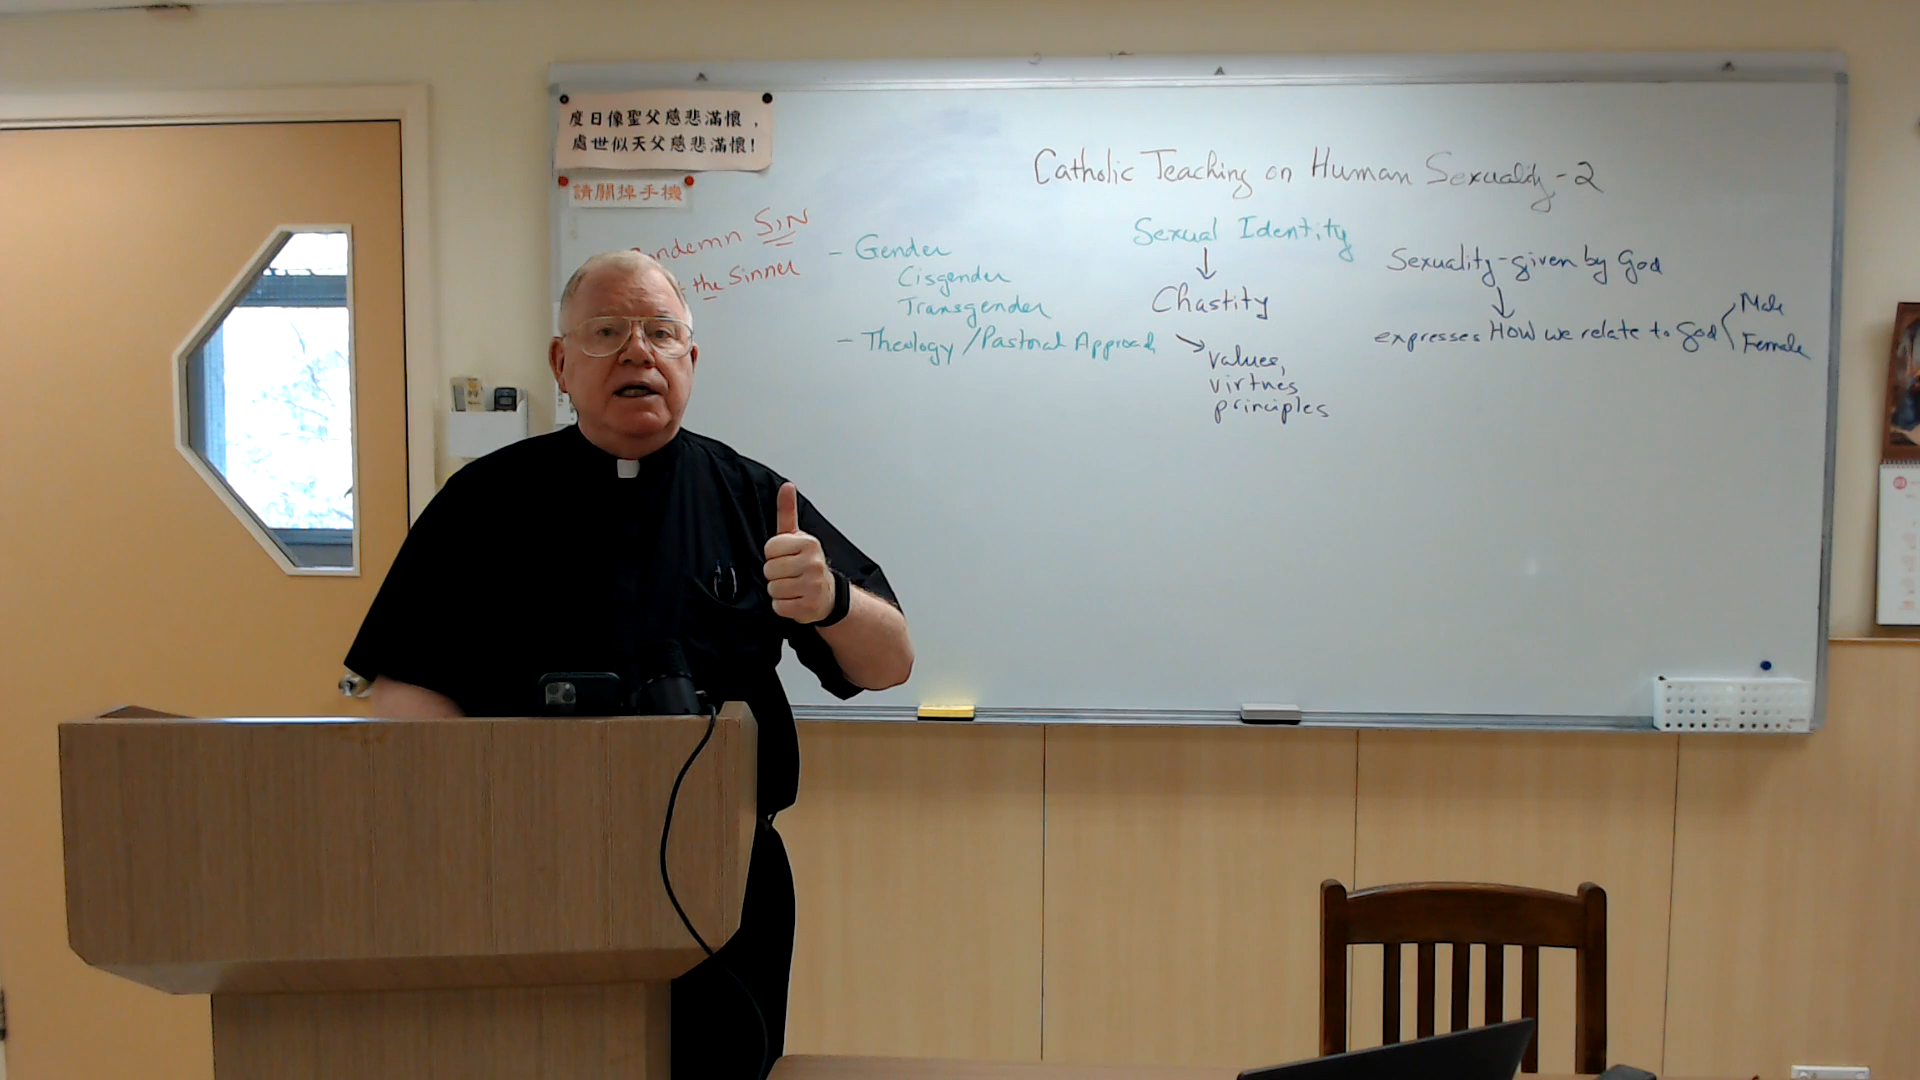 度日像聖父慈悲滿懷，
處世似天父慈悲滿懷！
請關掉手機
Catholic Teaching on Human Sexuality-2
SIN
the Sinner
- Gender
Cisgender
Transgender
- Theology/Pastoral Approach
Sexual Identity
↓
Chastity
values,
virtues
principles
Sexuality-given by God
↓
expresses How we relate to God
Male
Female